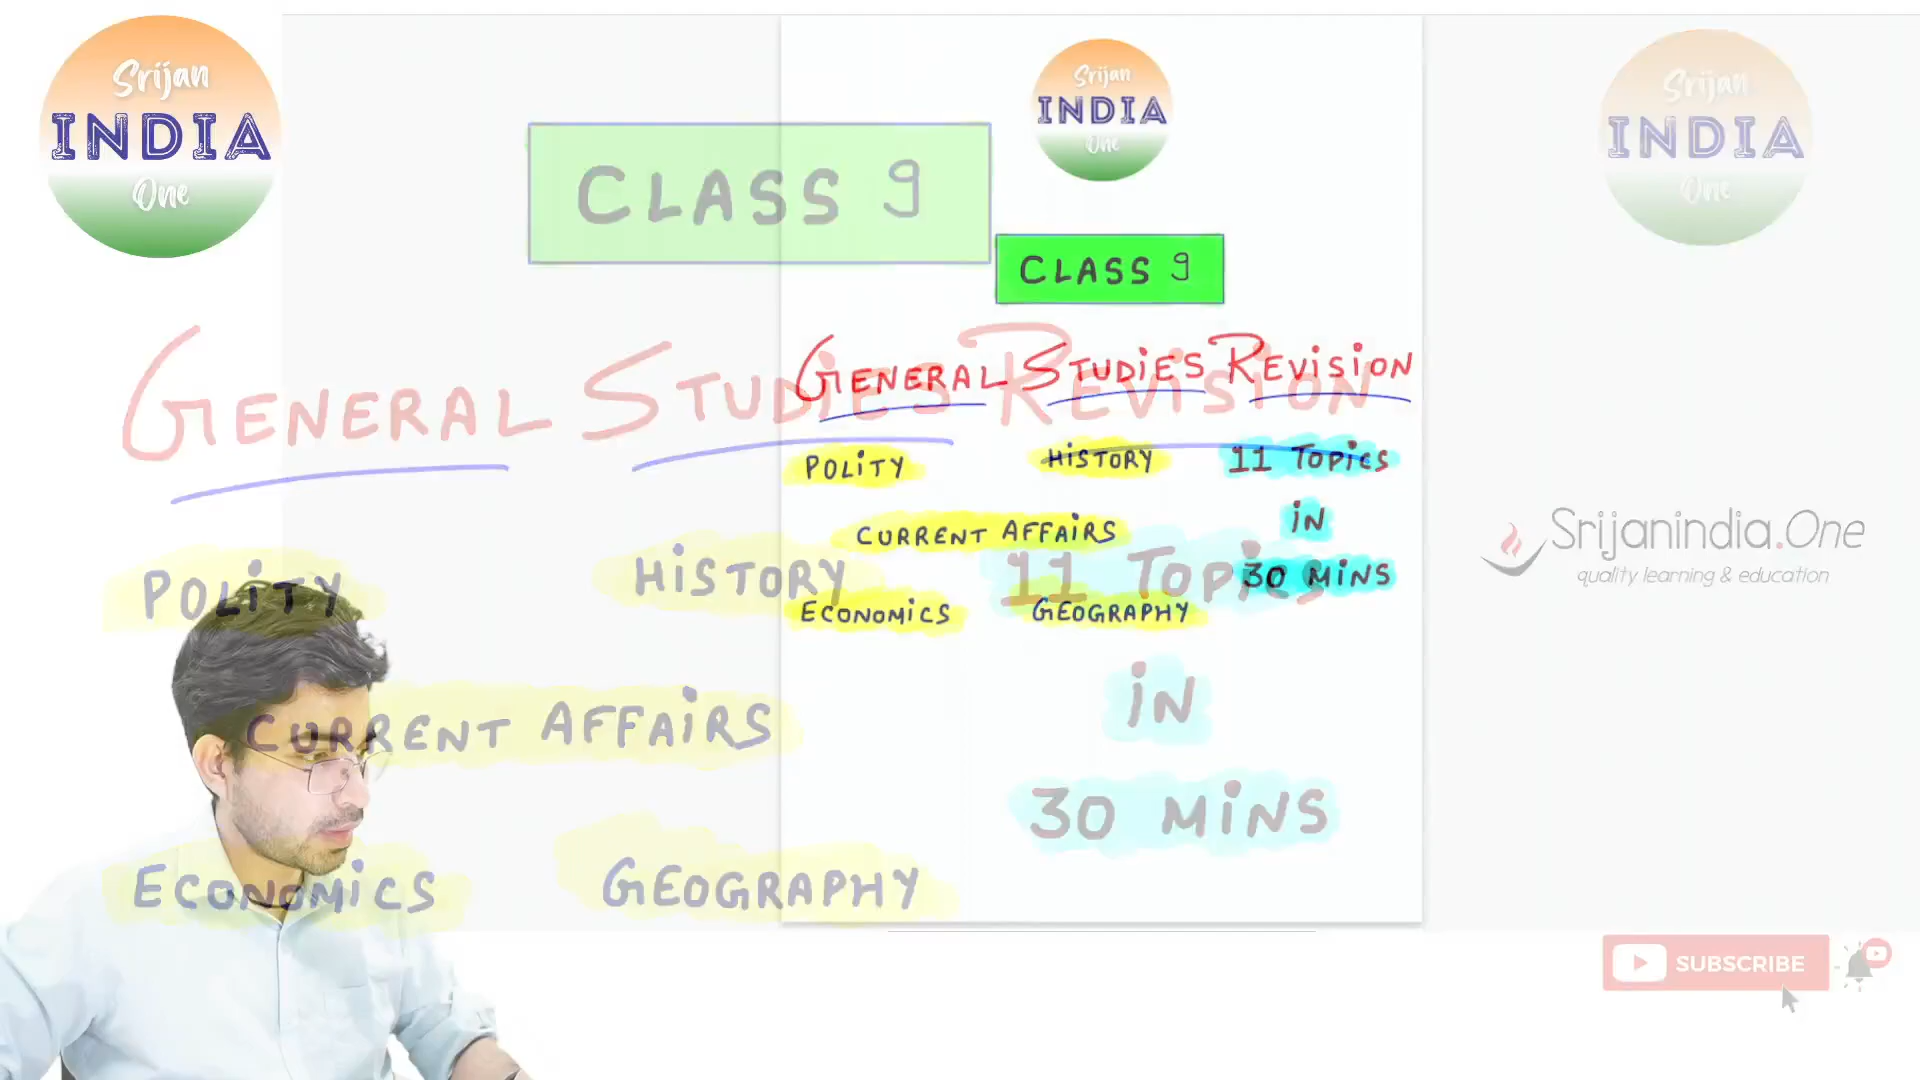 Srijan
INDIA
One
Srijan
INDIA
One
Srijan
INDIA
One
CLASS 9
CLASS 9
GENERAL STUDIES REVISION
GENERAL STUDIES REVISION
POLITY HISTORY 11 TOPICS
CURRENT AFFAIRS iN
30 MiNS
ECONOMICS GEOGRAPHY
POLITY HISTORY 11 TOPICS
iN
CURRENT AFFAIRS
30 MiNS
ECONOMICS GEOGRAPHY
Srijanindia.One
quality learning & education
SUBSCRIBE